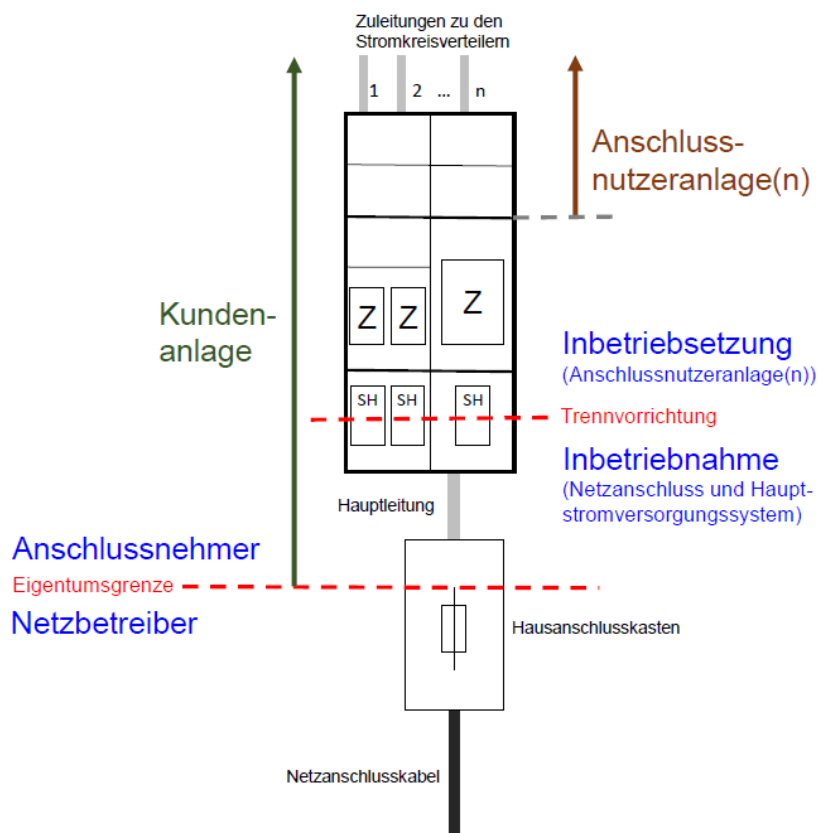 Zuleitungen zu den
Stromkreisverteilern
1 2 ... n
Anschluss-
nutzeranlage(n)
Kunden-
anlage
Z Z Z
Inbetriebsetzung
(Anschlussnutzeranlage(n))
SH SH SH
Trennvorrichtung
Inbetriebnahme
(Netzanschluss und Haupt-
stromversorgungssystem)
Hauptleitung
Anschlussnehmer
Eigentumsgrenze
Netzbetreiber
Hausanschlusskasten
Netzanschlusskabel